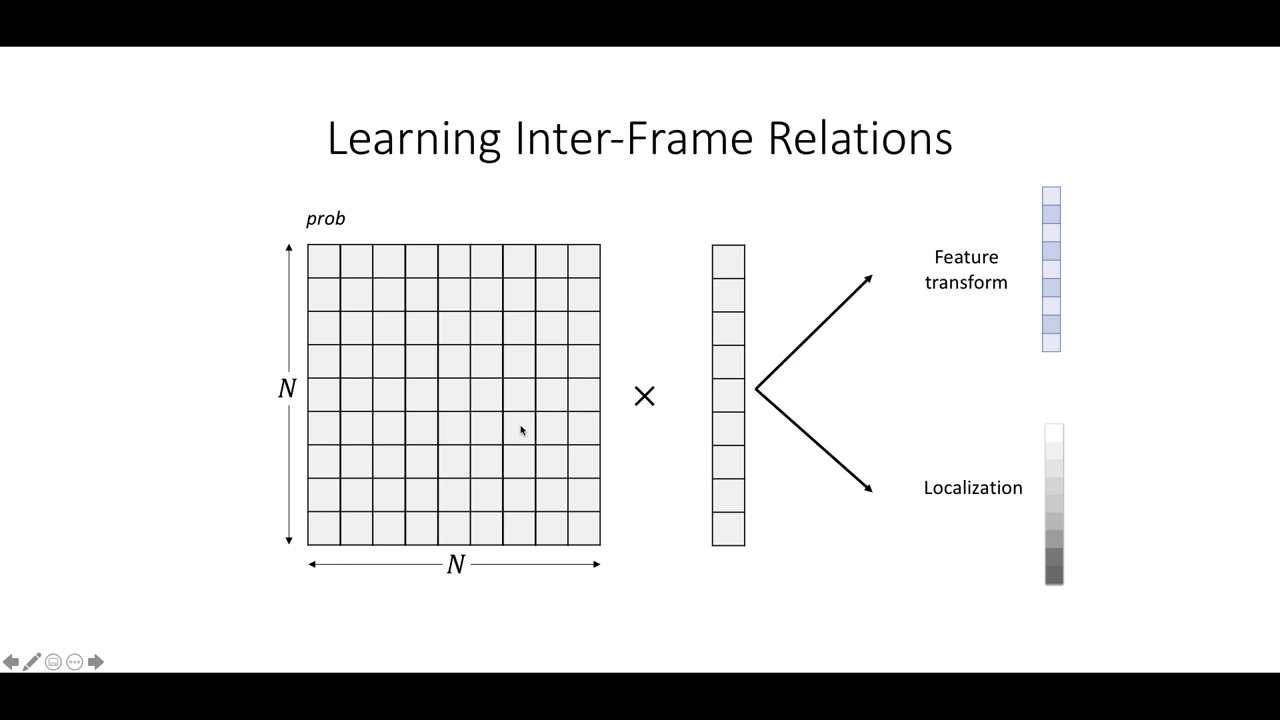 Learning Inter-Frame Relations
prob
N
N
×
Feature
transform
Localization